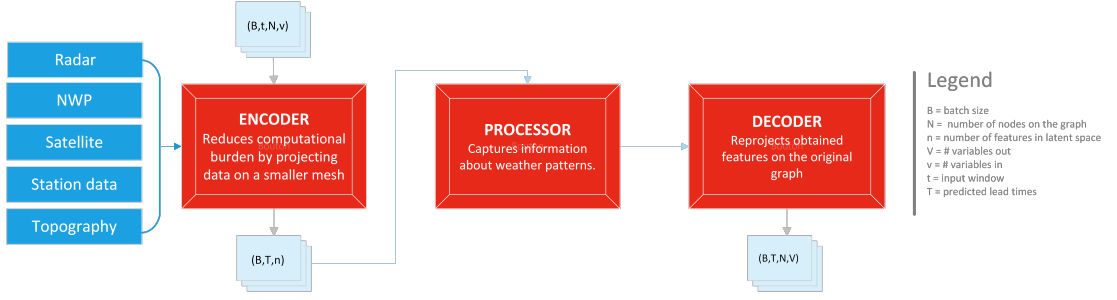 (B,t,N,v)
Radar
NWP
Satellite
Station data
Topography
ENCODER
Reduces computational
burden by projecting
data on a smaller mesh
(B,T,n)
PROCESSOR
Captures information
about weather patterns.
DECODER
Reprojects obtained
features on the original
graph
(B,T,N,V)
Legend
B = batch size
N = number of nodes on the graph
n = number of features in latent space
V = # variables out
v = # variables in
t = input window
T = predicted lead times